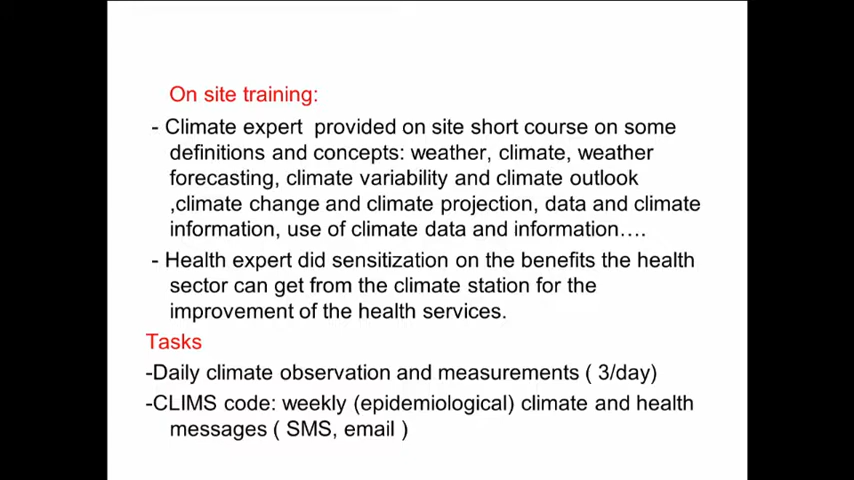 On site training:
- Climate expert provided on site short course on some
definitions and concepts: weather, climate, weather
forecasting, climate variability and climate outlook
,climate change and climate projection, data and climate
information, use of climate data and information….
- Health expert did sensitization on the benefits the health
sector can get from the climate station for the
improvement of the health services.
Tasks
-Daily climate observation and measurements ( 3/day)
-CLIMS code: weekly (epidemiological) climate and health
messages ( SMS, email )